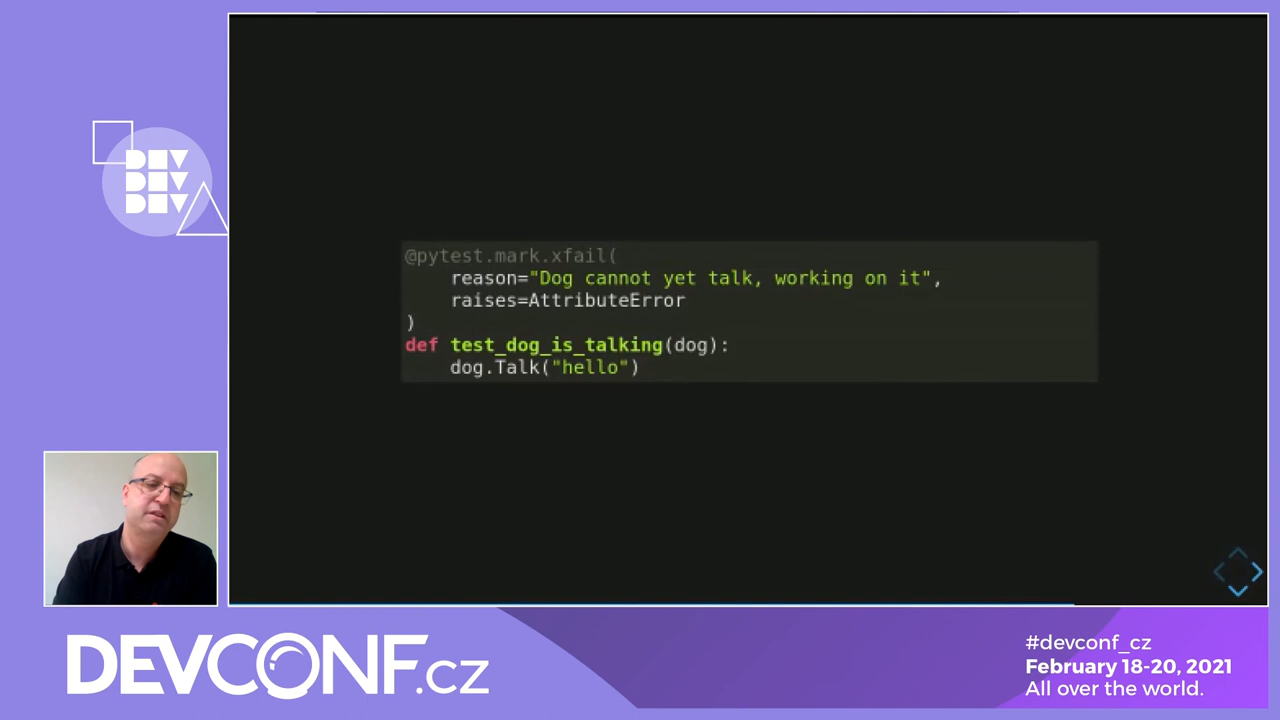 DEV
DEV
DEV
@pytest.mark.xfail(
    reason="Dog cannot yet talk, working on it",
    raises=AttributeError
)
def test_dog_is_talking(dog):
    dog.Talk("hello")
DEVCONF.cz
#devconf_cz
February 18-20, 2021
All over the world.